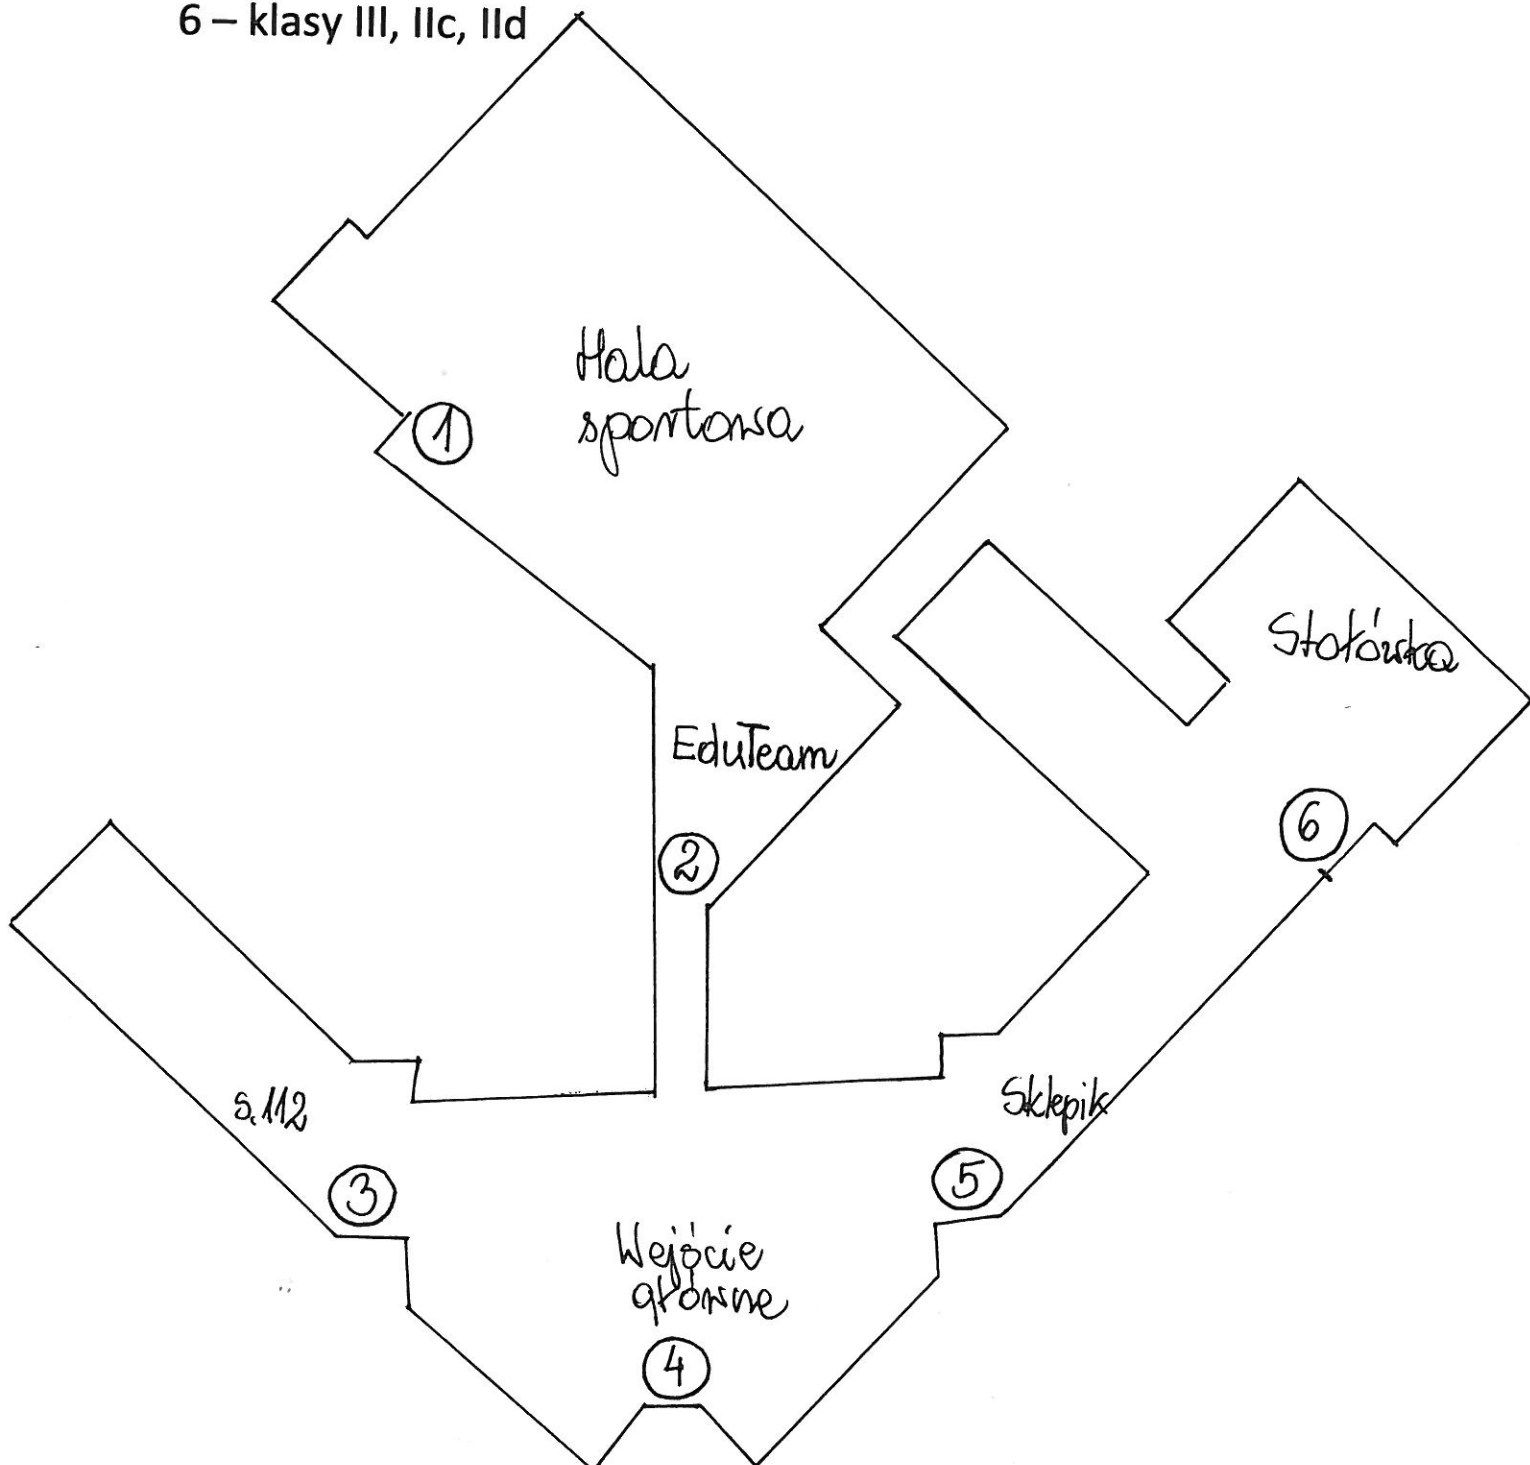 6 – klasy III, IIc, IId
Hala
sportowa
1
Stołówka
EduTeam
6
2
s.112
Sklepik
3
5
Wejście
główne
4